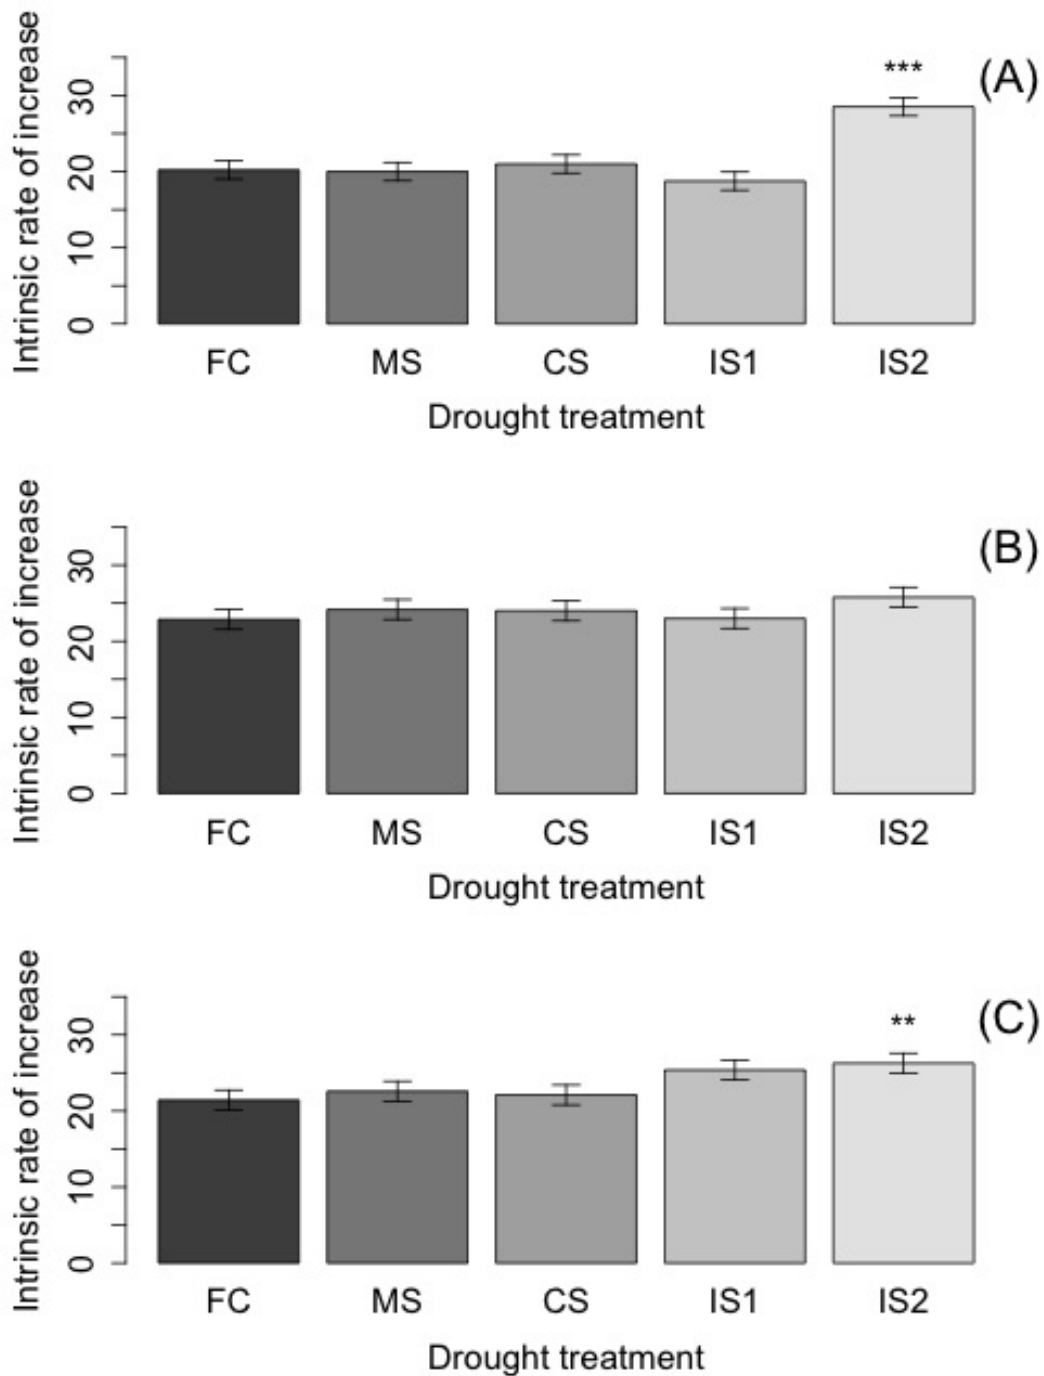 (A)
***
Intrinsic rate of increase
30
20
10
0
FC MS CS IS1 IS2
Drought treatment
(B)
Intrinsic rate of increase
30
20
10
0
FC MS CS IS1 IS2
Drought treatment
(C)
**
Intrinsic rate of increase
30
20
10
0
FC MS CS IS1 IS2
Drought treatment